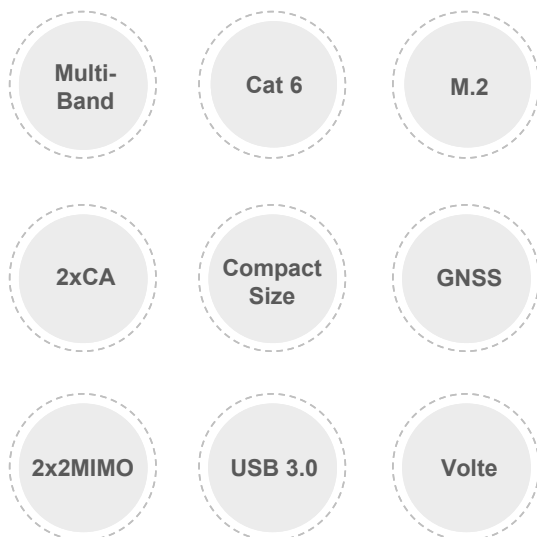 Multi-
Band
Cat 6
M.2
2xCA
Compact
Size
GNSS
2x2MIMO
USB 3.0
Volte